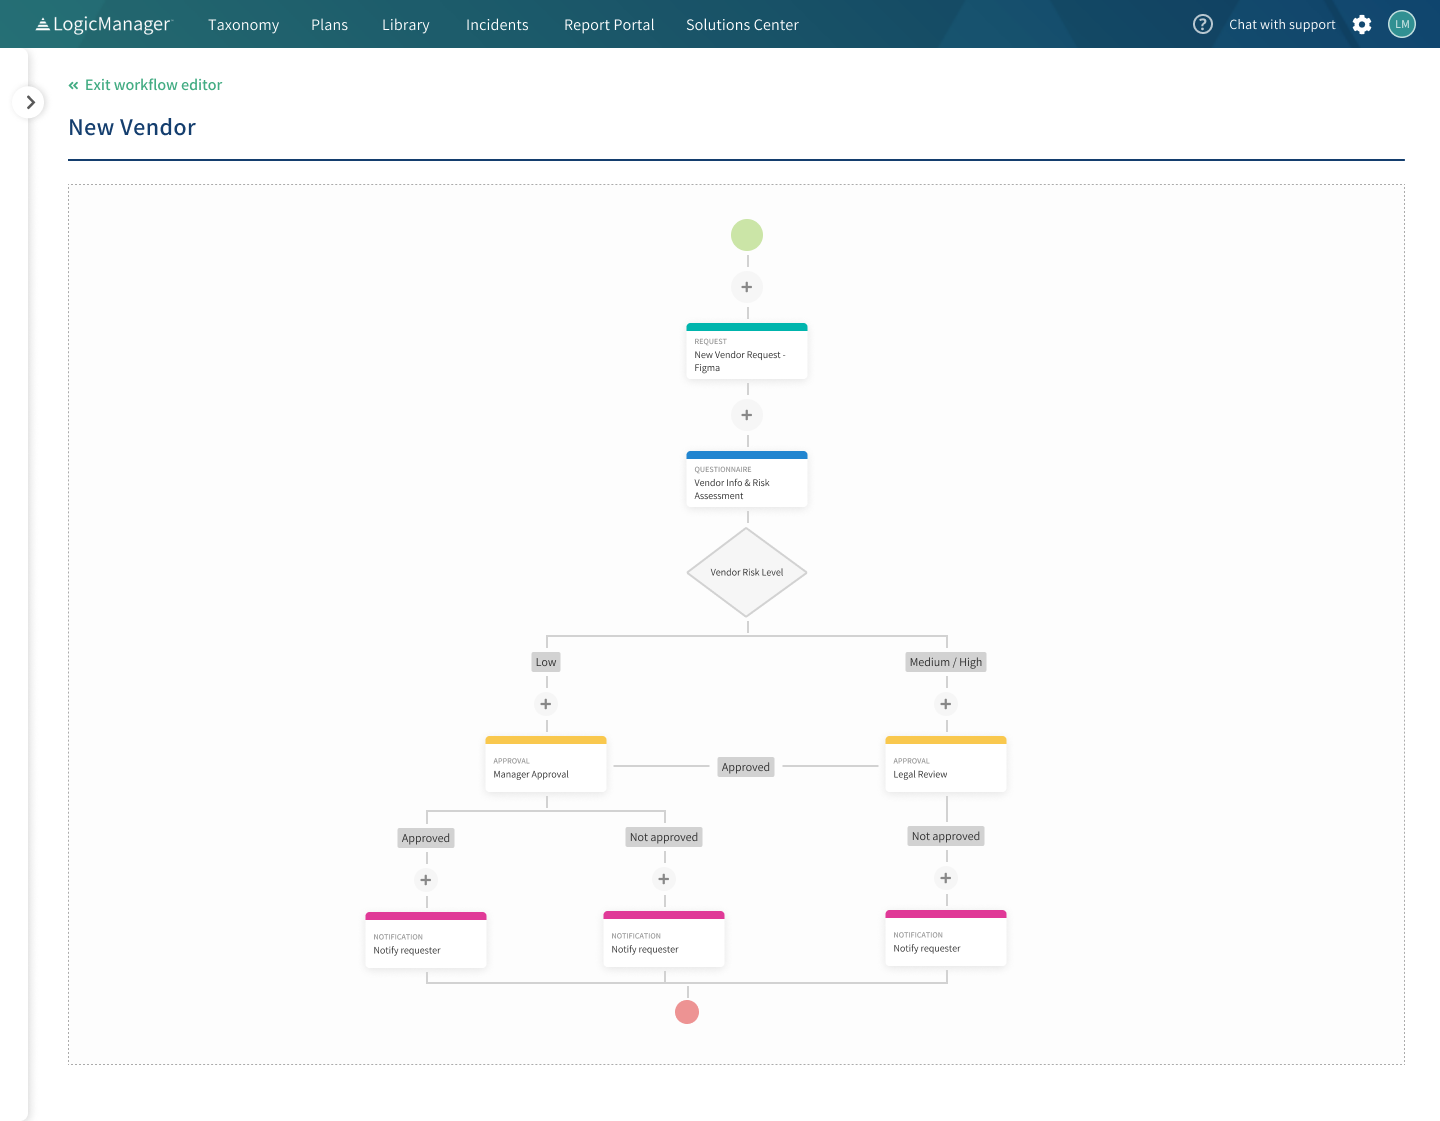 LogicManager
Taxonomy
Plans
Library
Incidents
Report Portal
Solutions Center
?
Chat with support
LM
« Exit workflow editor
New Vendor
REQUEST
New Vendor Request -
Figma
QUESTIONNAIRE
Vendor Info & Risk
Assessment
Vendor Risk Level
Low
Medium / High
APPROVAL
Manager Approval
Approved
APPROVAL
Legal Review
Approved
Not approved
Not approved
NOTIFICATION
Notify requester
NOTIFICATION
Notify requester
NOTIFICATION
Notify requester